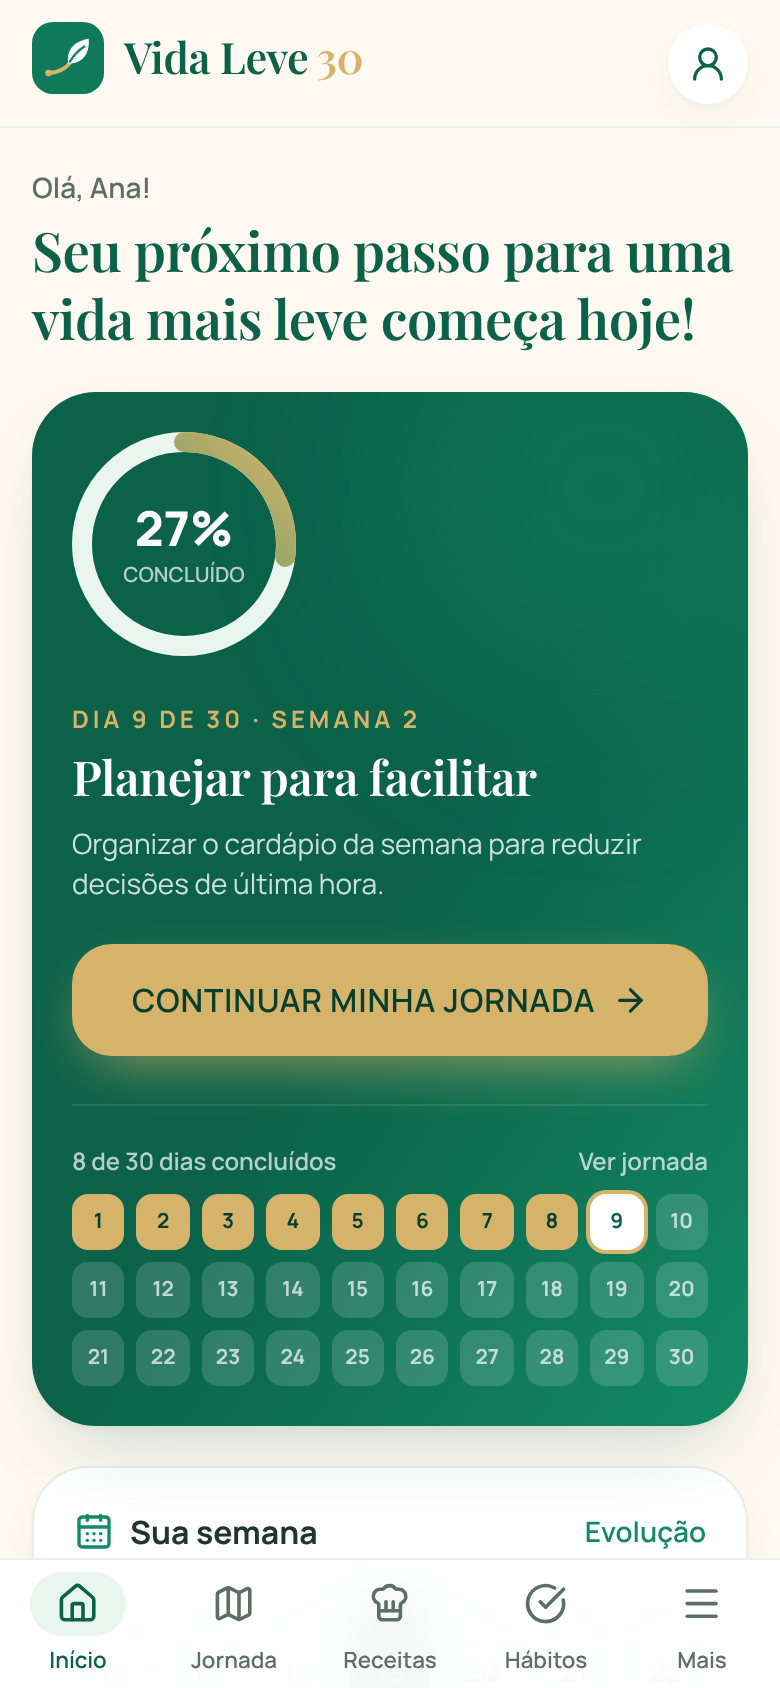 Vida Leve 30
Olá, Ana!
Seu próximo passo para uma
vida mais leve começa hoje!
27%
CONCLUÍDO
DIA 9 DE 30 · SEMANA 2
Planejar para facilitar
Organizar o cardápio da semana para reduzir
decisões de última hora.
CONTINUAR MINHA JORNADA →
8 de 30 dias concluídos Ver jornada
1 2 3 4 5 6 7 8 9 10
11 12 13 14 15 16 17 18 19 20
21 22 23 24 25 26 27 28 29 30
Sua semana Evolução
Início Jornada Receitas Hábitos Mais